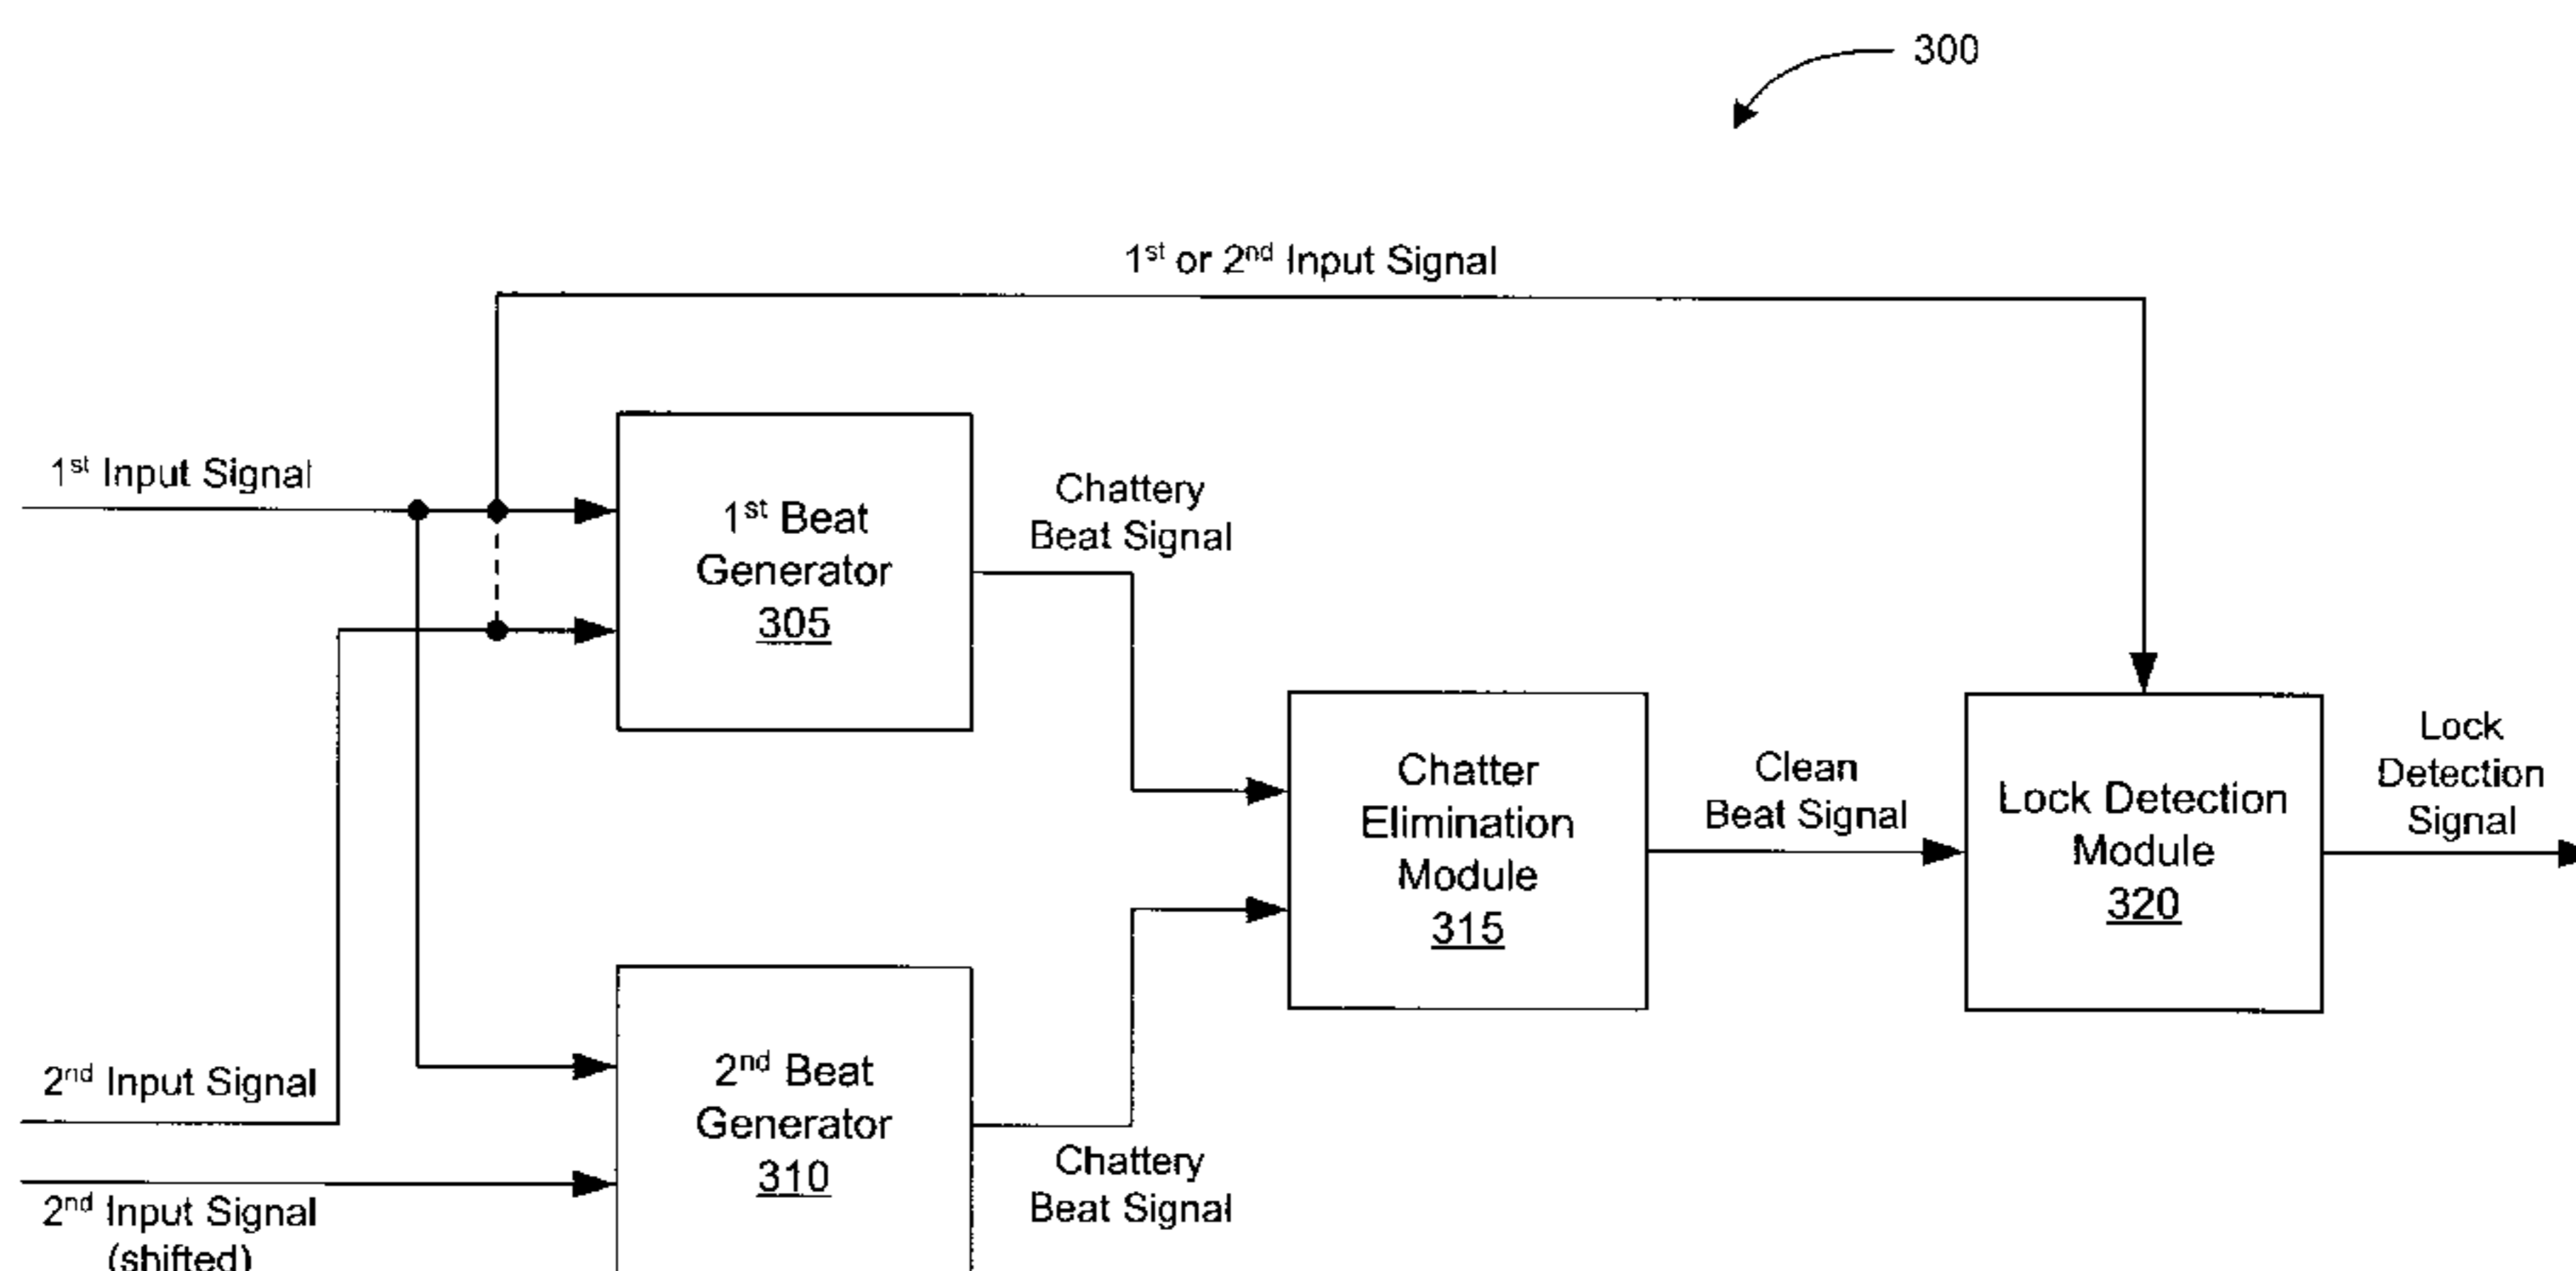 300
1st or 2nd Input Signal
1st Input Signal
1st Beat
Generator
305
Chattery
Beat Signal
Chatter
Elimination
Module
315
Clean
Beat Signal
Lock Detection
Module
320
Lock
Detection
Signal
2nd Input Signal
2nd Input Signal
(shifted)
2nd Beat
Generator
310
Chattery
Beat Signal